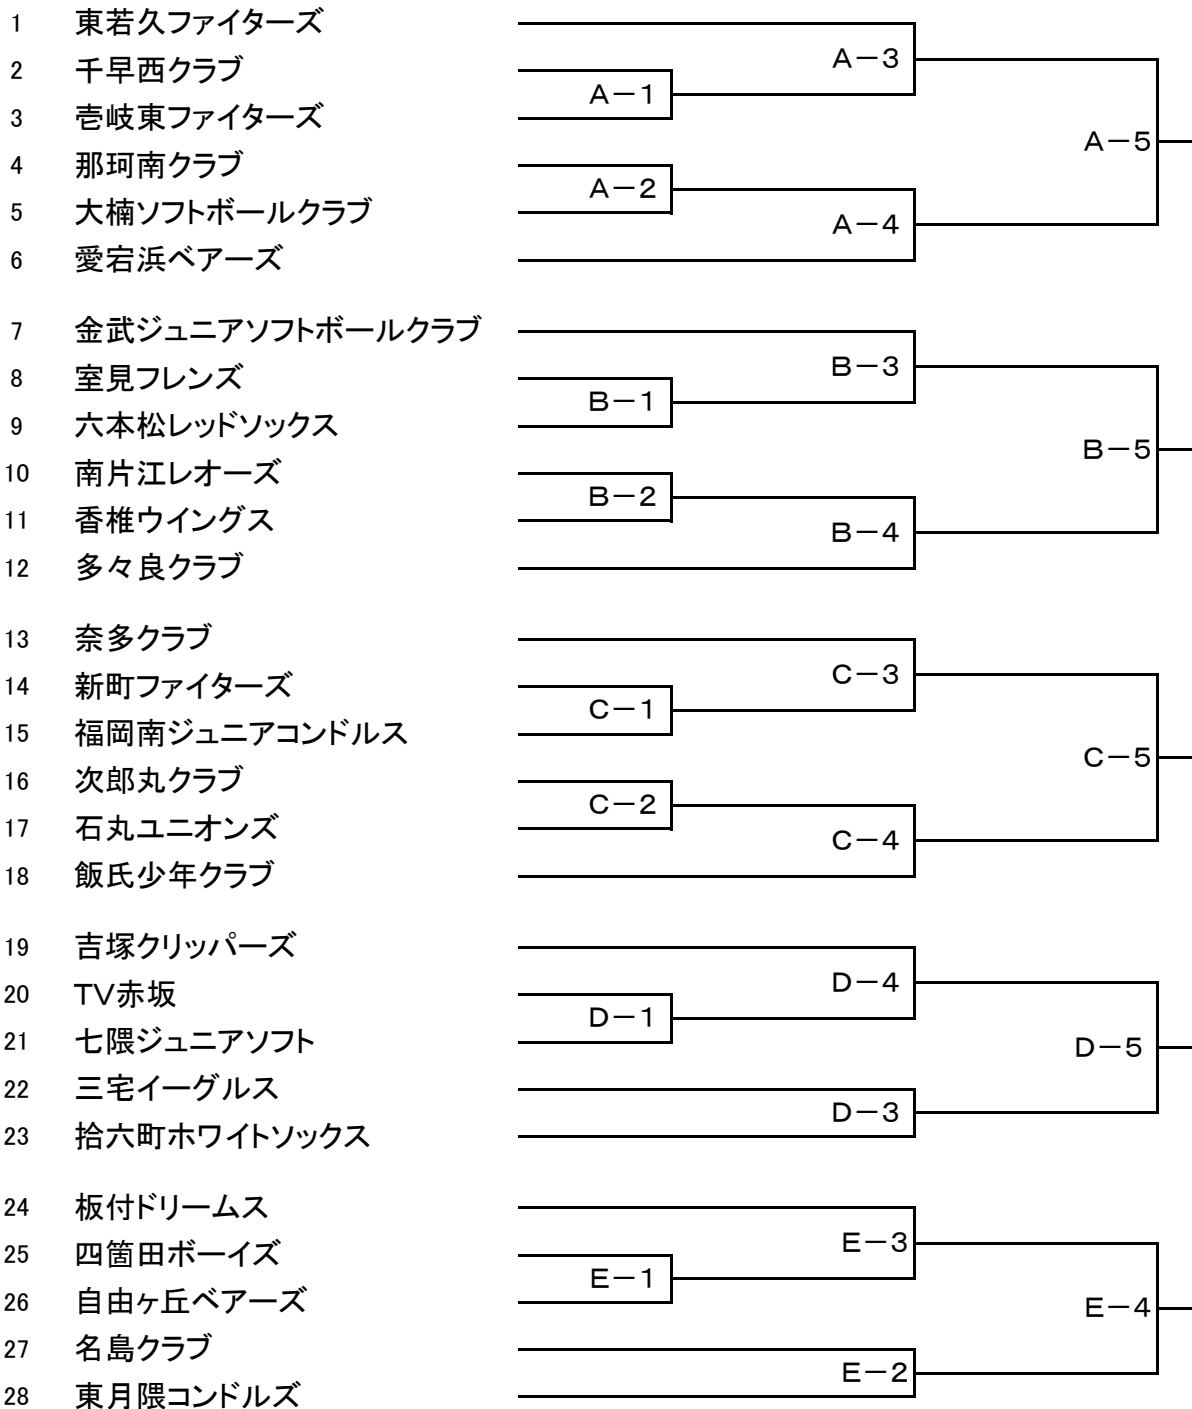 1 東若久ファイターズ
A－3
2 千早西クラブ
A－1
3 壱岐東ファイターズ
A－5
4 那珂南クラブ
A－2
5 大楠ソフトボールクラブ
A－4
6 愛宕浜ベアーズ
7 金武ジュニアソフトボールクラブ
B－3
8 室見フレンズ
B－1
9 六本松レッドソックス
B－5
10 南片江レオーズ
B－2
11 香椎ウイングス
B－4
12 多々良クラブ
13 奈多クラブ
C－3
14 新町ファイターズ
C－1
15 福岡南ジュニアコンドルス
C－5
16 次郎丸クラブ
C－2
17 石丸ユニオンズ
C－4
18 飯氏少年クラブ
19 吉塚クリッパーズ
D－4
20 TV赤坂
D－1
21 七隈ジュニアソフト
D－5
22 三宅イーグルス
D－3
23 拾六町ホワイトソックス
24 板付ドリームス
E－3
25 四箇田ボーイズ
E－1
26 自由ヶ丘ベアーズ
E－4
27 名島クラブ
E－2
28 東月隈コンドルズ